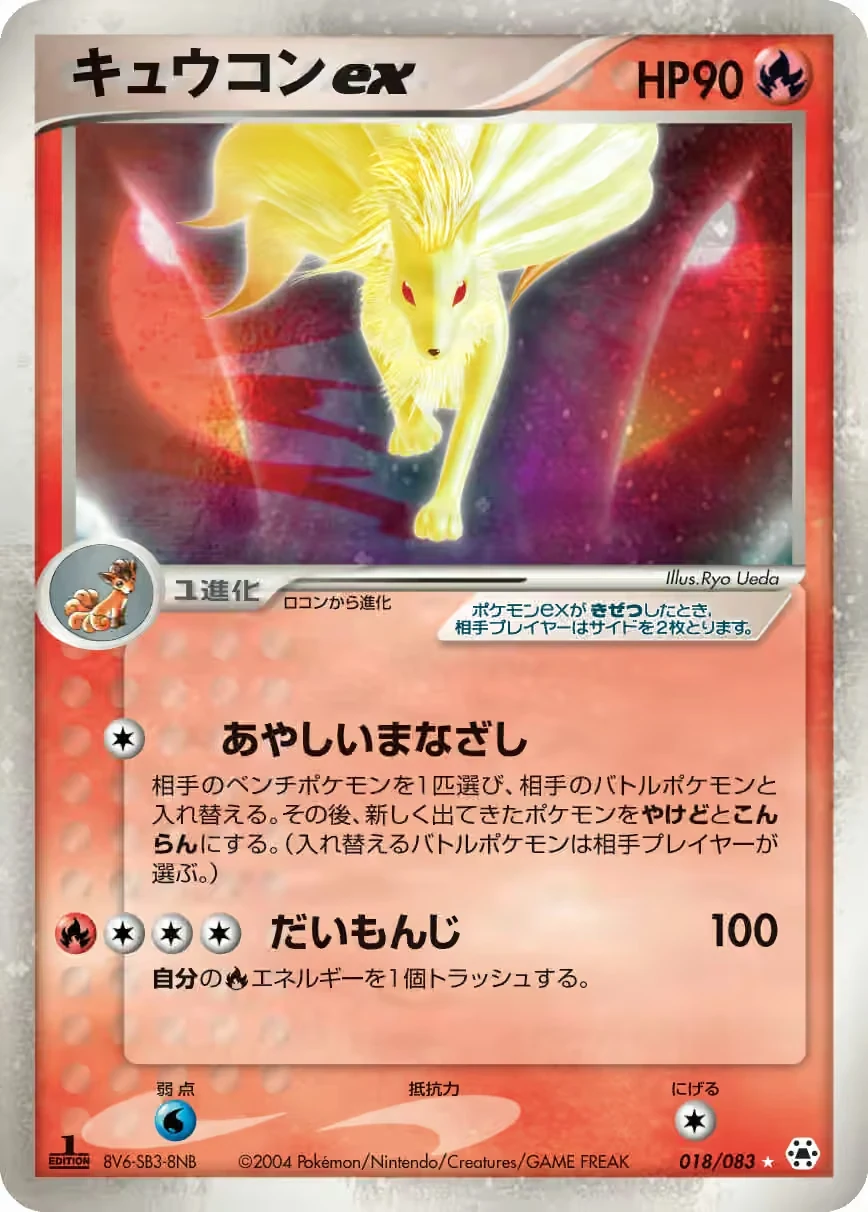 キュウコンex HP90
Illus.Ryo Ueda
1進化
ロコンから進化
ポケモンexが きぜつしたとき、
相手プレイヤーはサイドを2枚とります。
あやしいまなざし
相手のベンチポケモンを1匹選び、相手のバトルポケモンと
入れ替える。その後、新しく出てきたポケモンをやけどとこん
らんにする。（入れ替えるバトルポケモンは相手プレイヤーが
選ぶ。）
だいもんじ 100
自分のエネルギーを1個トラッシュする。
弱点 抵抗力 にげる
1 EDITION 8V6-SB3-8NB ©2004 Pokémon/Nintendo/Creatures/GAME FREAK 018/083 ★